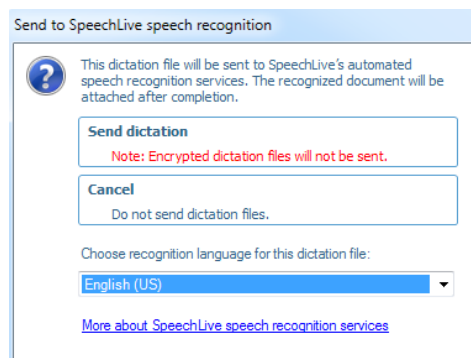 Send to SpeechLive speech recognition
This dictation file will be sent to SpeechLive's automated
speech recognition services. The recognized document will be
attached after completion.
Send dictation
Note: Encrypted dictation files will not be sent.
Cancel
Do not send dictation files.
Choose recognition language for this dictation file:
English (US)
More about SpeechLive speech recognition services